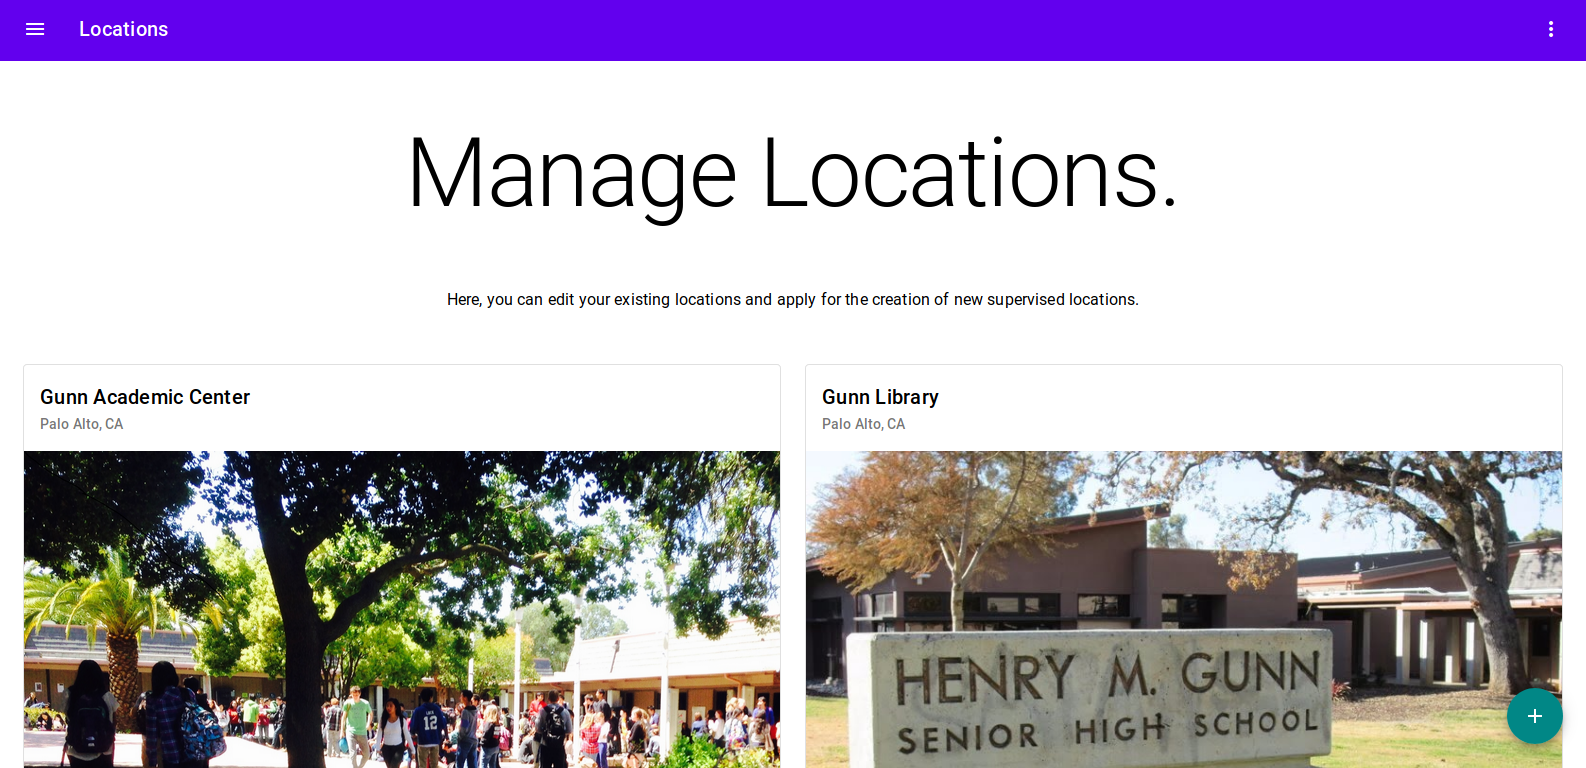 Locations
Manage Locations.
Here, you can edit your existing locations and apply for the creation of new supervised locations.
Gunn Academic Center
Palo Alto, CA
Gunn Library
Palo Alto, CA
12
HENRY M. GUNN
SENIOR HIGH SCHOOL